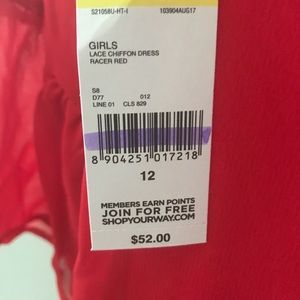 S21058U-HT-I 103904AUG17
GIRLS
LACE CHIFFON DRESS
RACER RED
S8
D77 012
LINE 01 CLS 829
8 904251 017218
12
MEMBERS EARN POINTS
JOIN FOR FREE
SHOPYOURWAY.COM
$52.00